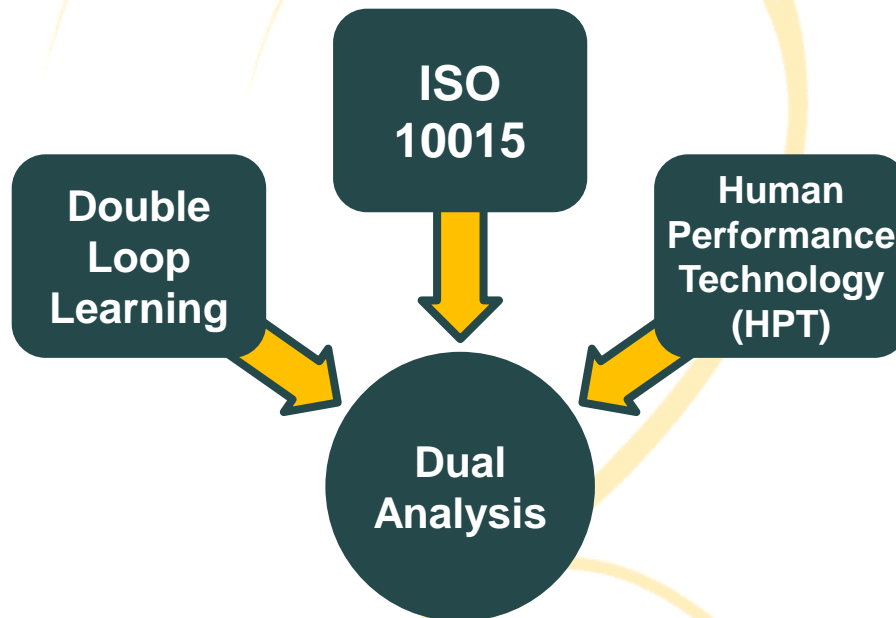 ISO
10015
Double
Loop
Learning
Human
Performance
Technology
(HPT)
Dual
Analysis